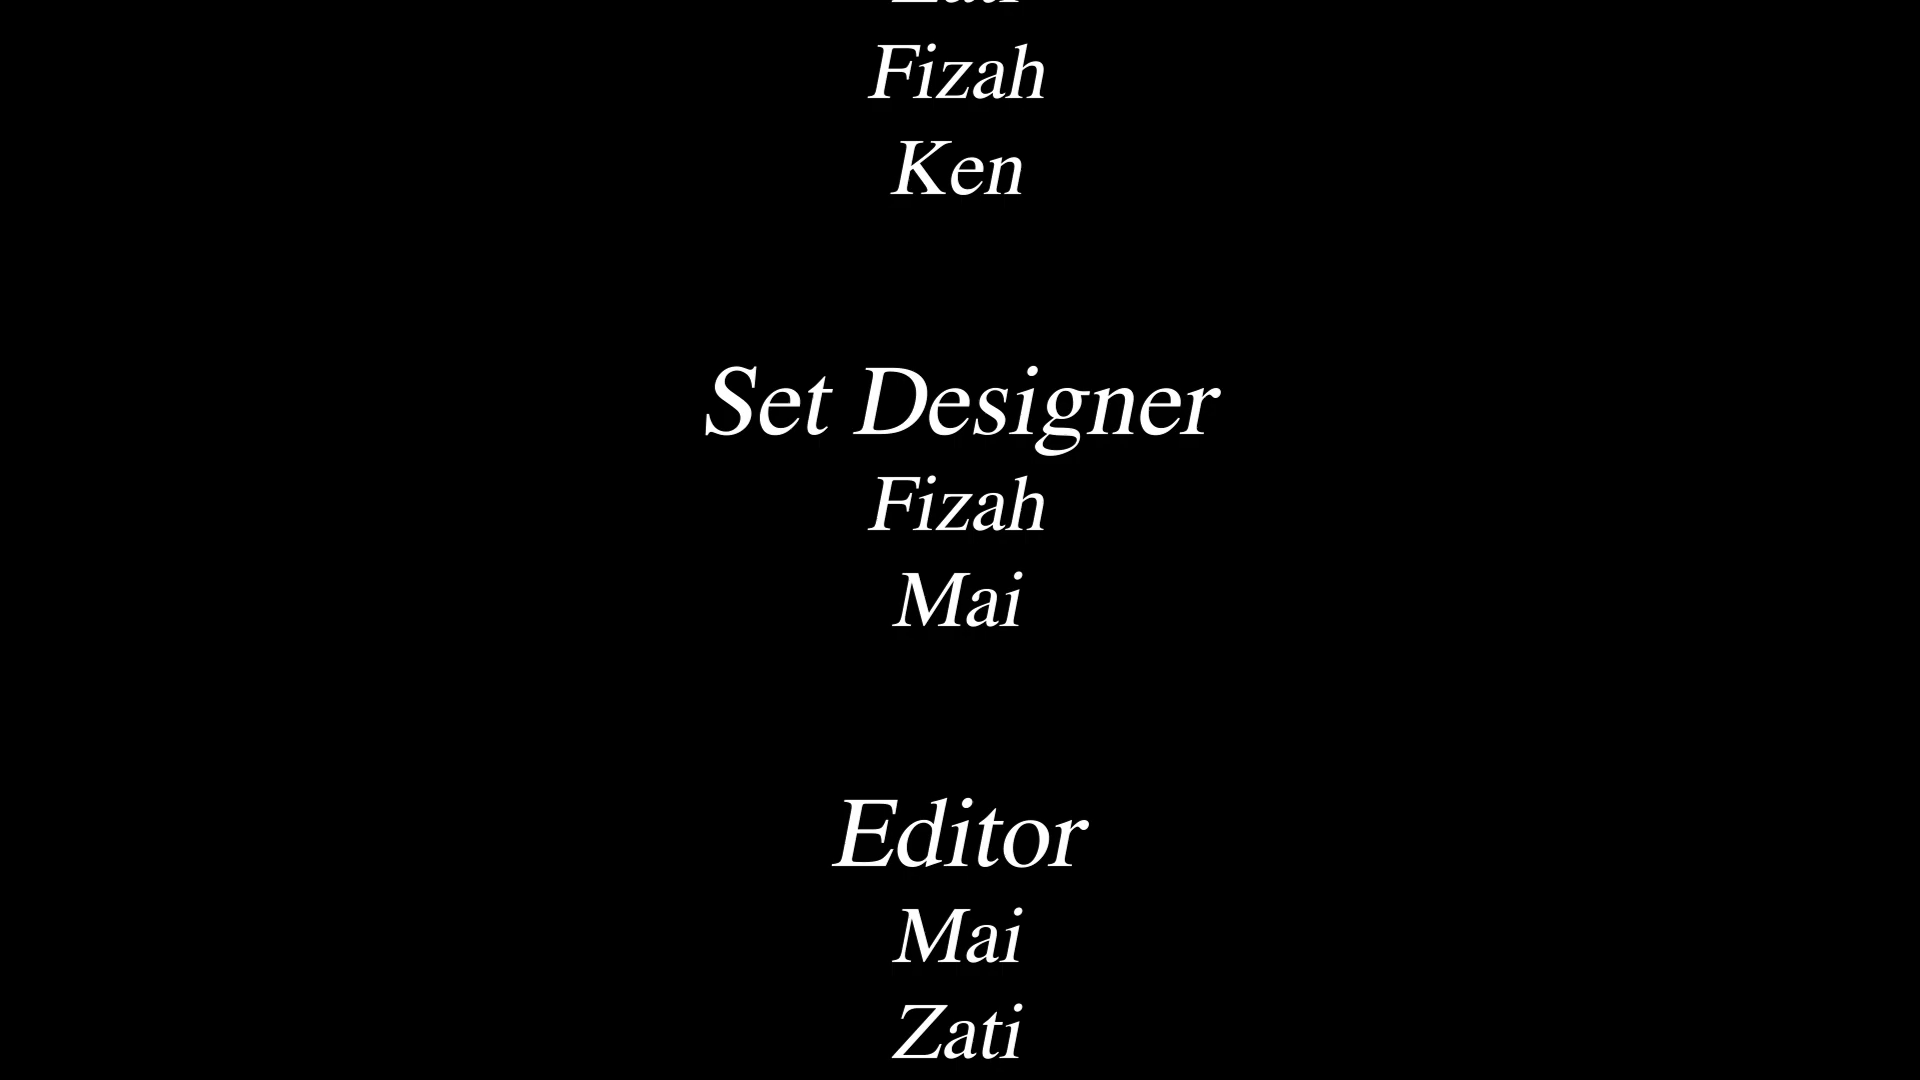 Fizah
Ken
Set Designer
Fizah
Mai
Editor
Mai
Zati